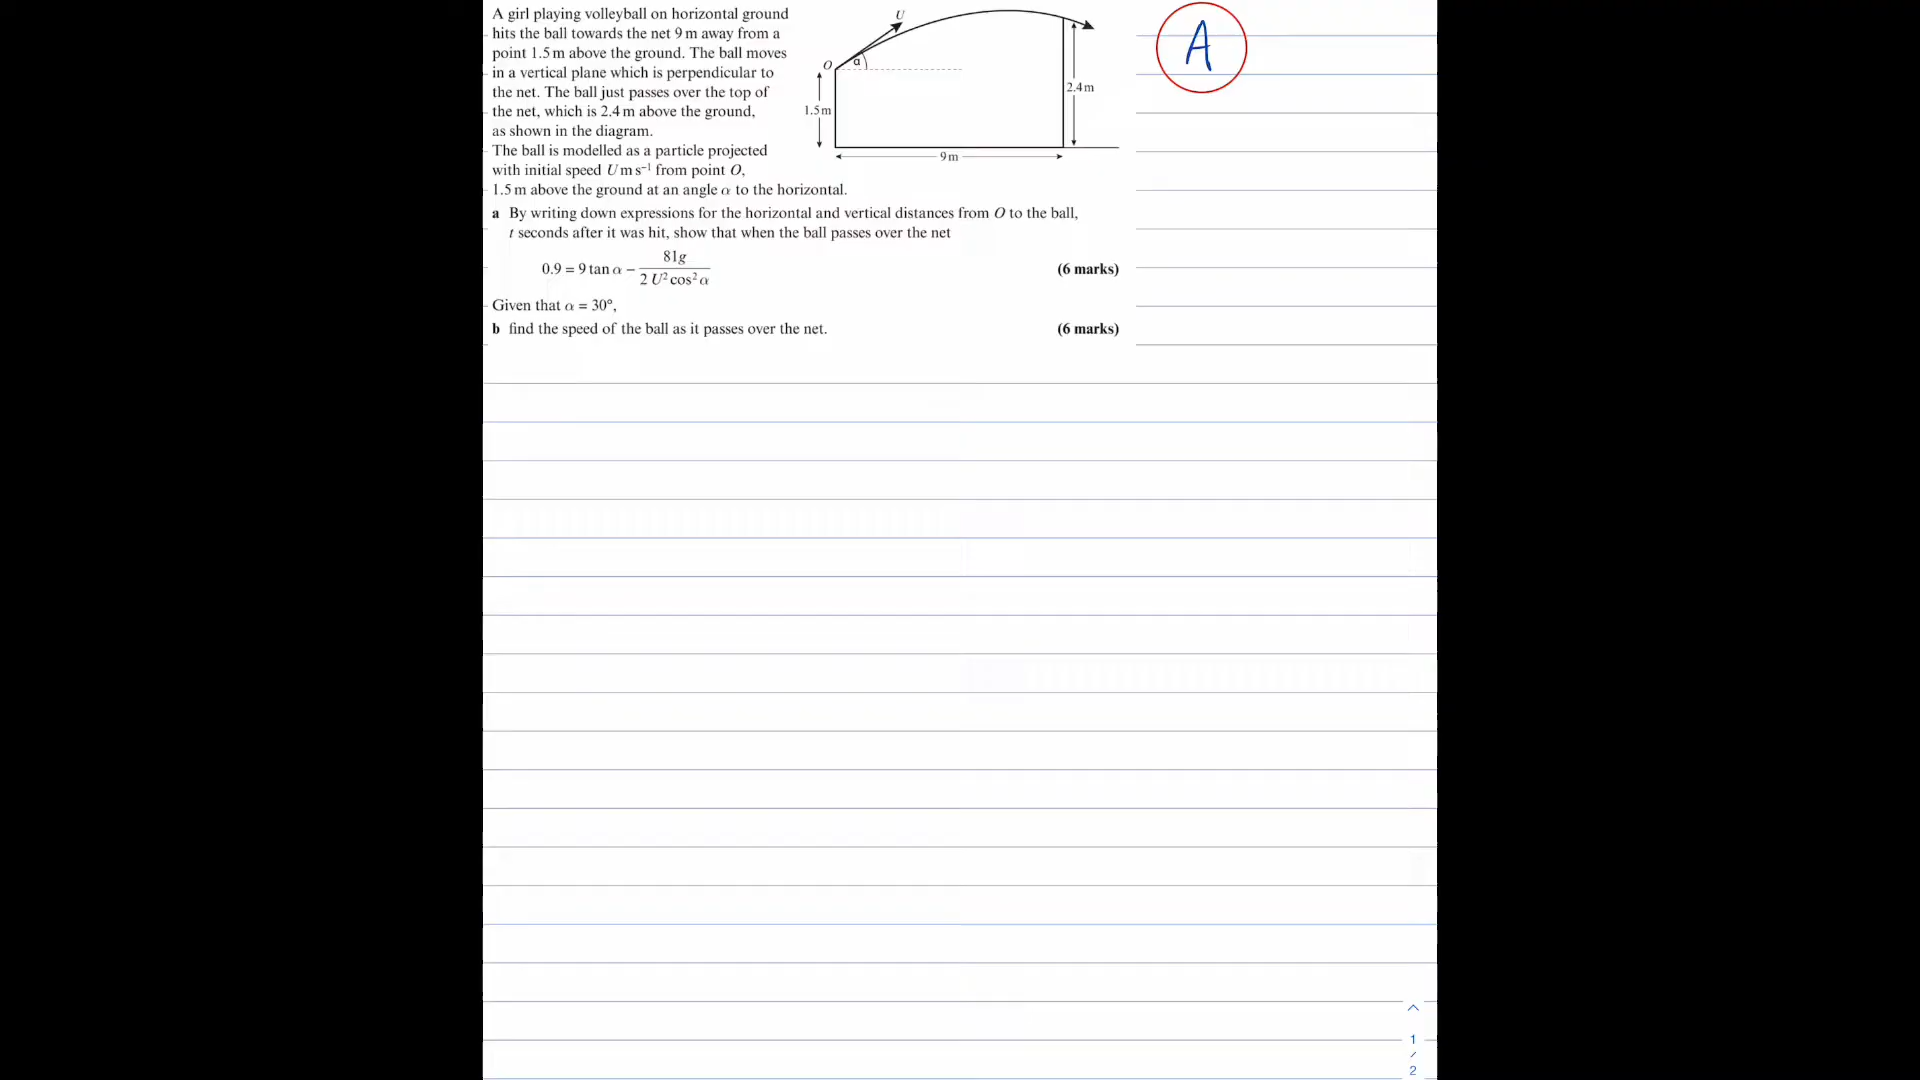 A girl playing volleyball on horizontal ground
hits the ball towards the net 9 m away from a
point 1.5 m above the ground. The ball moves
in a vertical plane which is perpendicular to
the net. The ball just passes over the top of
the net, which is 2.4 m above the ground,
as shown in the diagram.
The ball is modelled as a particle projected
with initial speed U m s⁻¹ from point O,
1.5 m above the ground at an angle α to the horizontal.
U
O
α
1.5 m
2.4 m
9 m
A
a By writing down expressions for the horizontal and vertical distances from O to the ball,
t seconds after it was hit, show that when the ball passes over the net
0.9 = 9 tan α − 81g / 2 U² cos² α (6 marks)
Given that α = 30°,
b find the speed of the ball as it passes over the net. (6 marks)
1
/
2